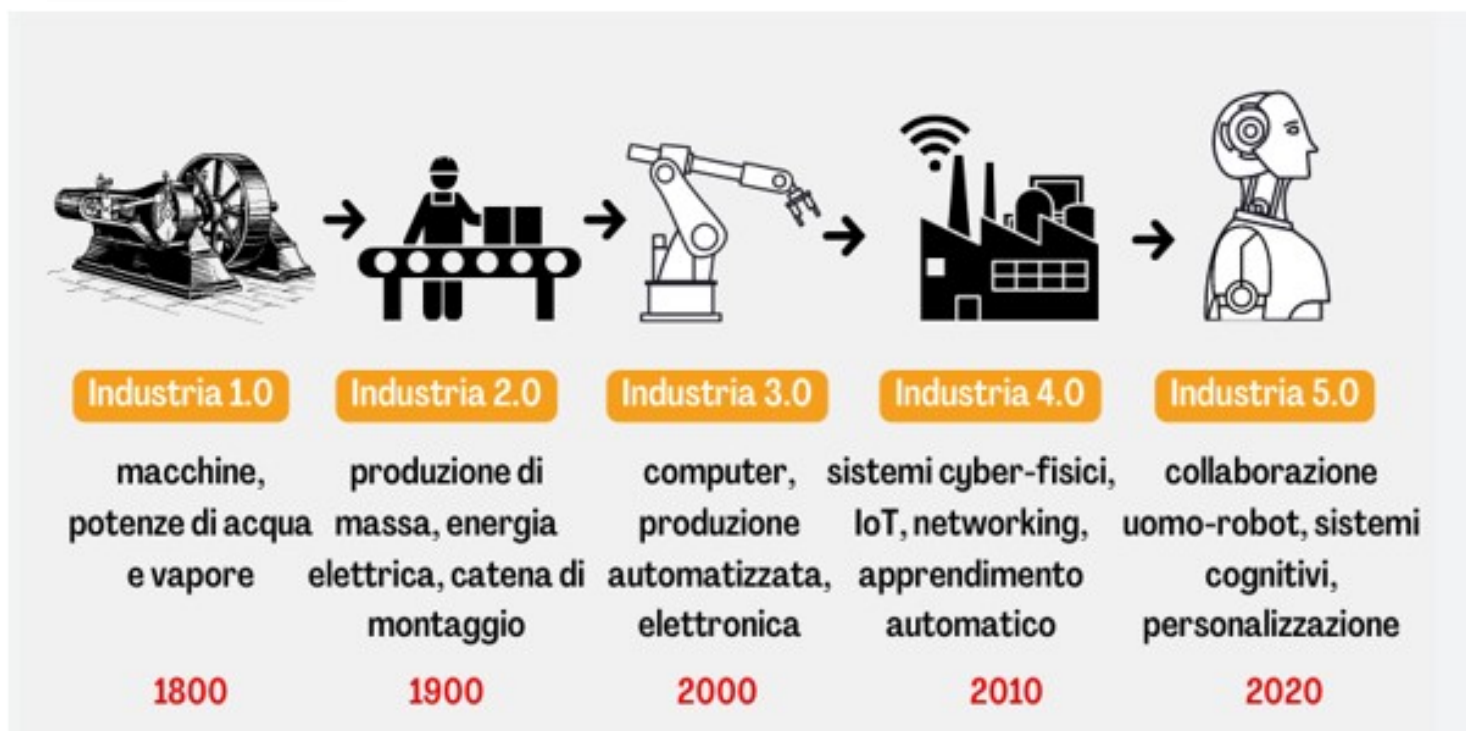 Industria 1.0
macchine,
potenze di acqua
e vapore
1800
Industria 2.0
produzione di
massa, energia
elettrica, catena di
montaggio
1900
Industria 3.0
computer,
produzione
automatizzata,
elettronica
2000
Industria 4.0
sistemi cyber-fisici,
IoT, networking,
apprendimento
automatico
2010
Industria 5.0
collaborazione
uomo-robot, sistemi
cognitivi,
personalizzazione
2020